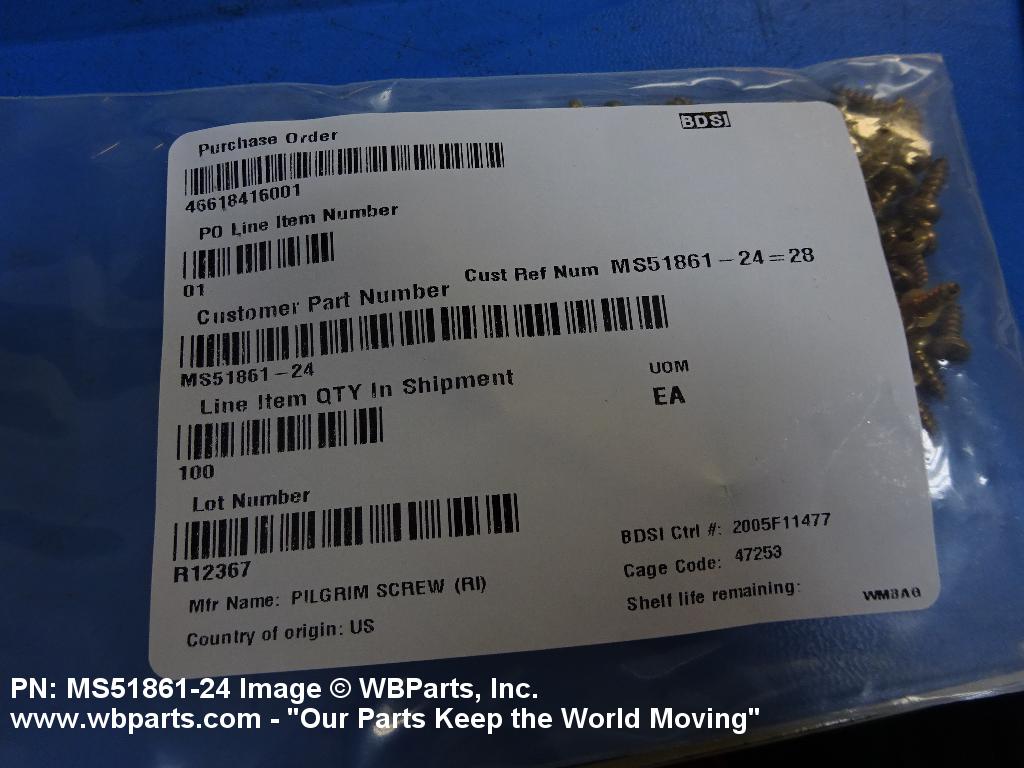 BDSI
Purchase Order
46618416001
PO Line Item Number
01
Customer Part Number Cust Ref Num MS51861-24=28
MS51861-24
Line Item QTY In Shipment
UOM
EA
100
Lot Number
R12367
BDSI Ctrl #: 2005F11477
Mfr Name: PILGRIM SCREW (RI)
Cage Code: 47253
Country of origin: US
Shelf life remaining:
PN: MS51861-24 Image © WBParts, Inc.
www.wbparts.com - "Our Parts Keep the World Moving"